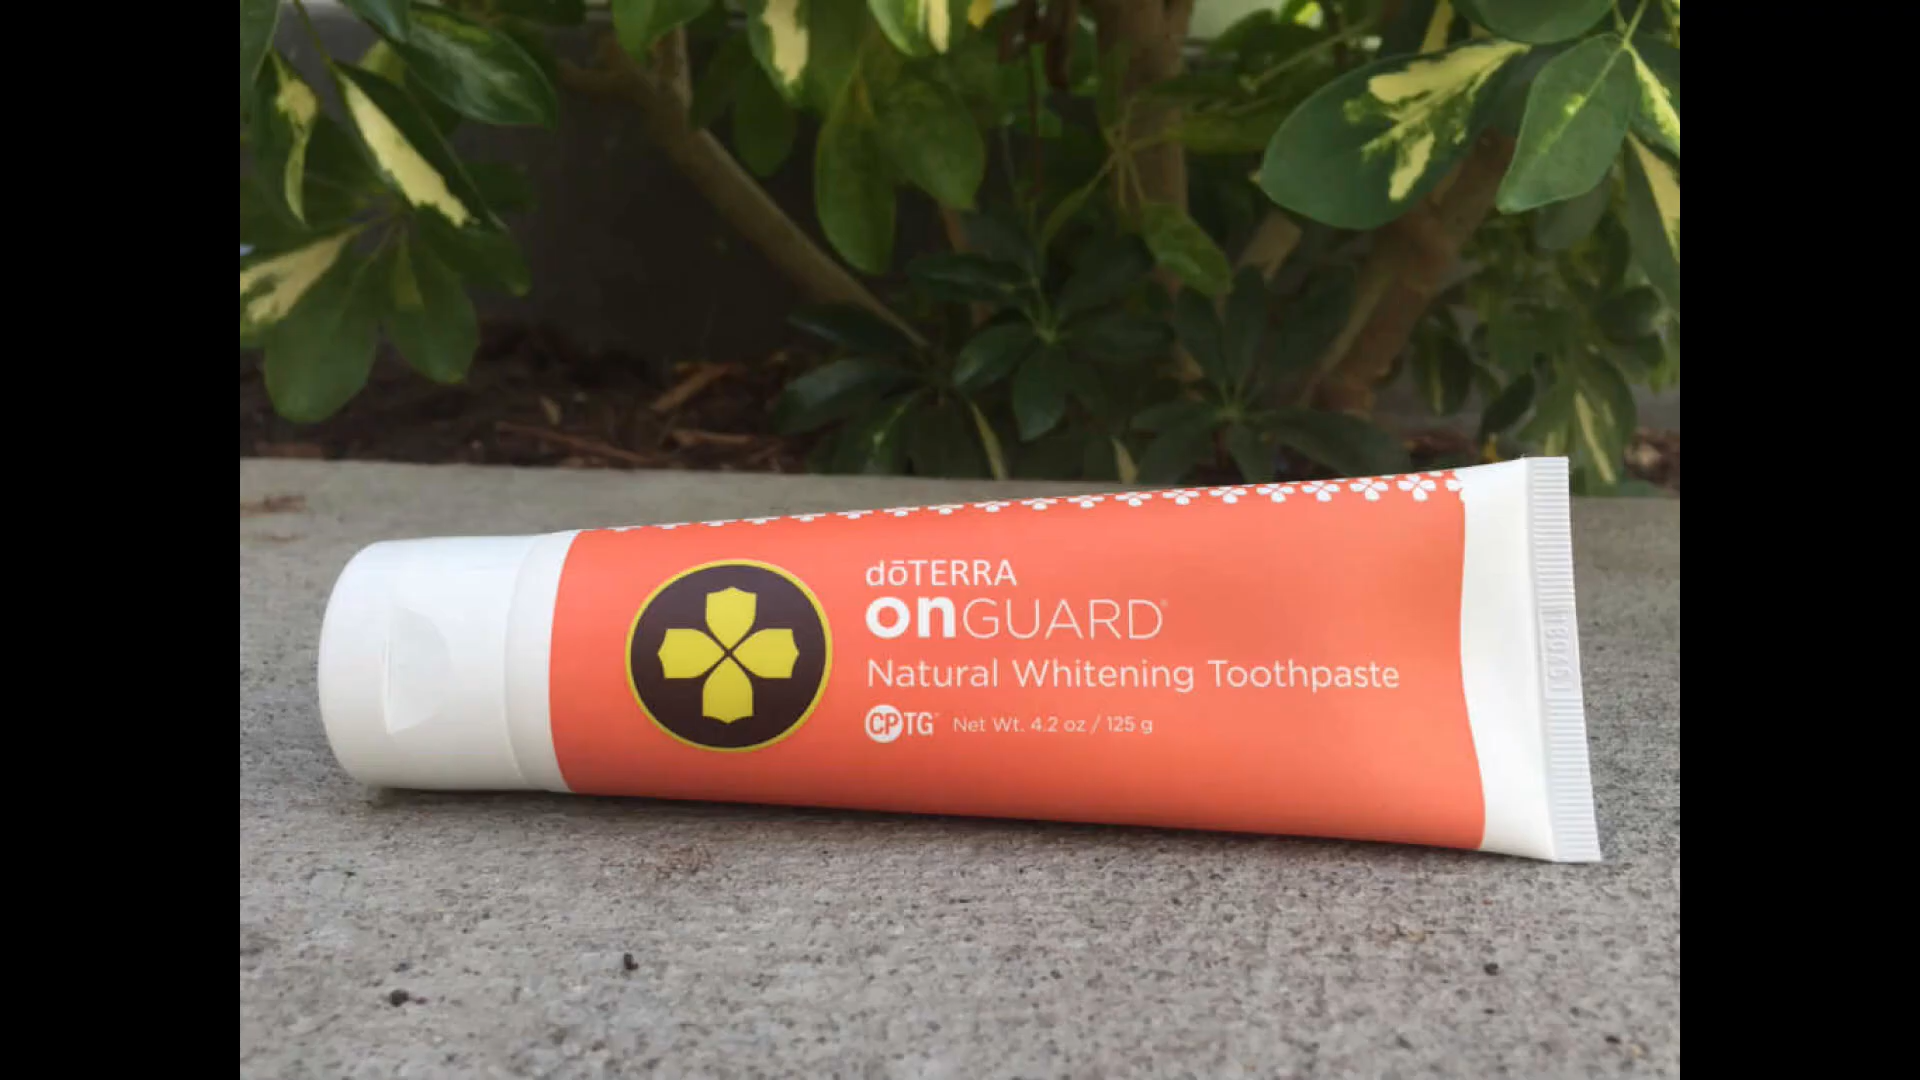 dōTERRA
onGUARD®
Natural Whitening Toothpaste
CPTG® Net Wt. 4.2 oz / 125 g